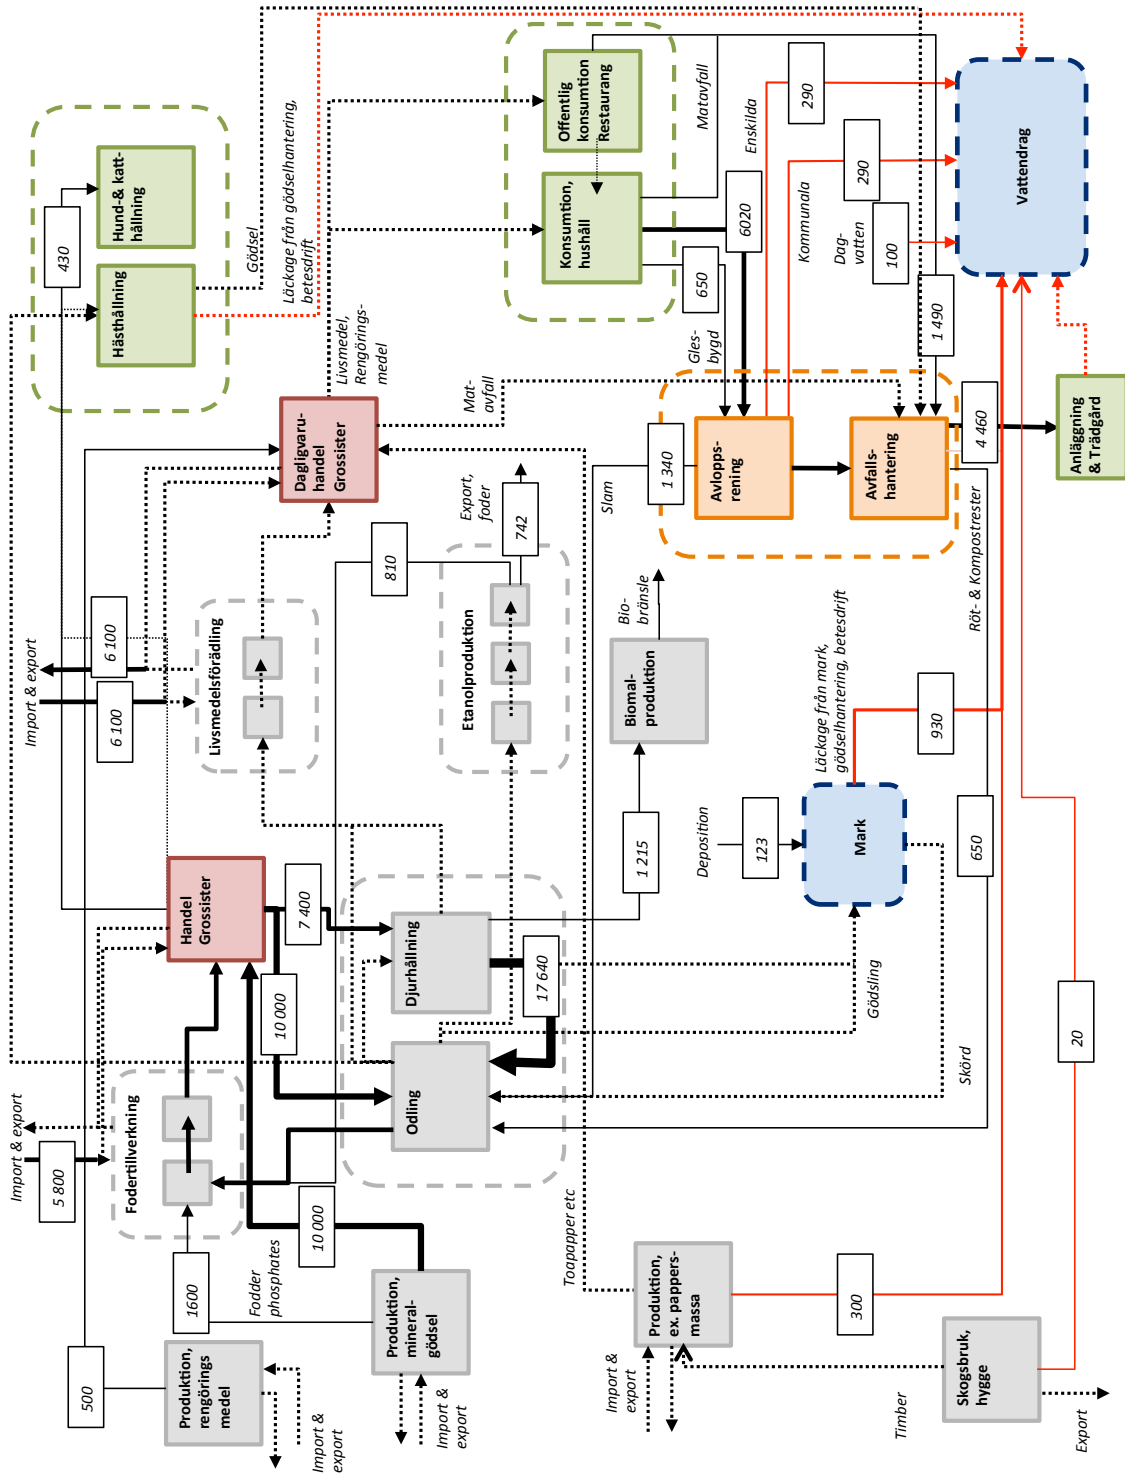 Import & export
5 800
Import & export
6 100
6 100
430
500
Produktion,
rengörings
medel
Import &
export
1600
Fodder
phosphates
Fodertillverkning
10 000
Produktion,
mineral-
gödsel
Import &
export
Handel
Grossister
10 000
7 400
Livsmedelsförädling
Dagligvaru-
handel
Grossister
Livsmedel,
Rengörings-
medel
Mat-
avfall
Hästhållning
Hund-& katt-
hållning
Gödsel
Läckage från gödselhantering,
betesdrift
Odling
Djurhållning
17 640
810
Etanolproduktion
Export,
foder
742
Konsumtion,
hushåll
Offentlig
konsumtion
Restaurang
Matavfall
650
6020
Gles-
bygd
Enskilda
290
Kommunala
290
Dag-
vatten
100
1 490
Slam
1 340
Avlopps-
rening
Avfalls-
hantering
4 460
Röt- & Kompostrester
Bio-
bränsle
Biomal-
produktion
1 215
Deposition
123
Mark
Läckage från mark,
gödselhantering, betesdrift
930
650
Gödsling
Skörd
Toapapper etc
Produktion,
ex. pappers-
massa
Import &
export
300
20
Timber
Skogsbruk,
hygge
Export
Vattendrag
Anläggning
& Trädgård